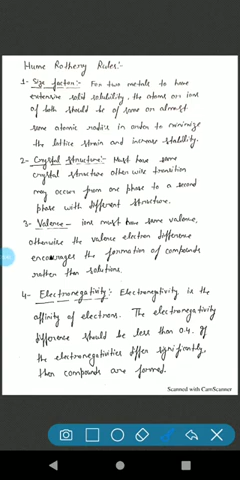 Hume Rothery Rules:-
1- Size factor:- For two metals to have
extensive solid solubility, the atoms or ions
of both should be of same or almost
same atomic radius in order to minimize
the lattice strain and increase stability.
2- Crystal structure:- Must have same
crystal structure otherwise transition
may occur from one phase to a second
phase with different structure.
3- Valence:- ions must have same valence,
otherwise the valence electron difference
encourages the formation of compounds
rather than solutions.
4- Electronegativity:- Electronegativity is the
affinity of electrons. The electronegativity
difference should be less than 0.4. If
the electronegativities differ significantly,
then compounds are formed.
Scanned with CamScanner